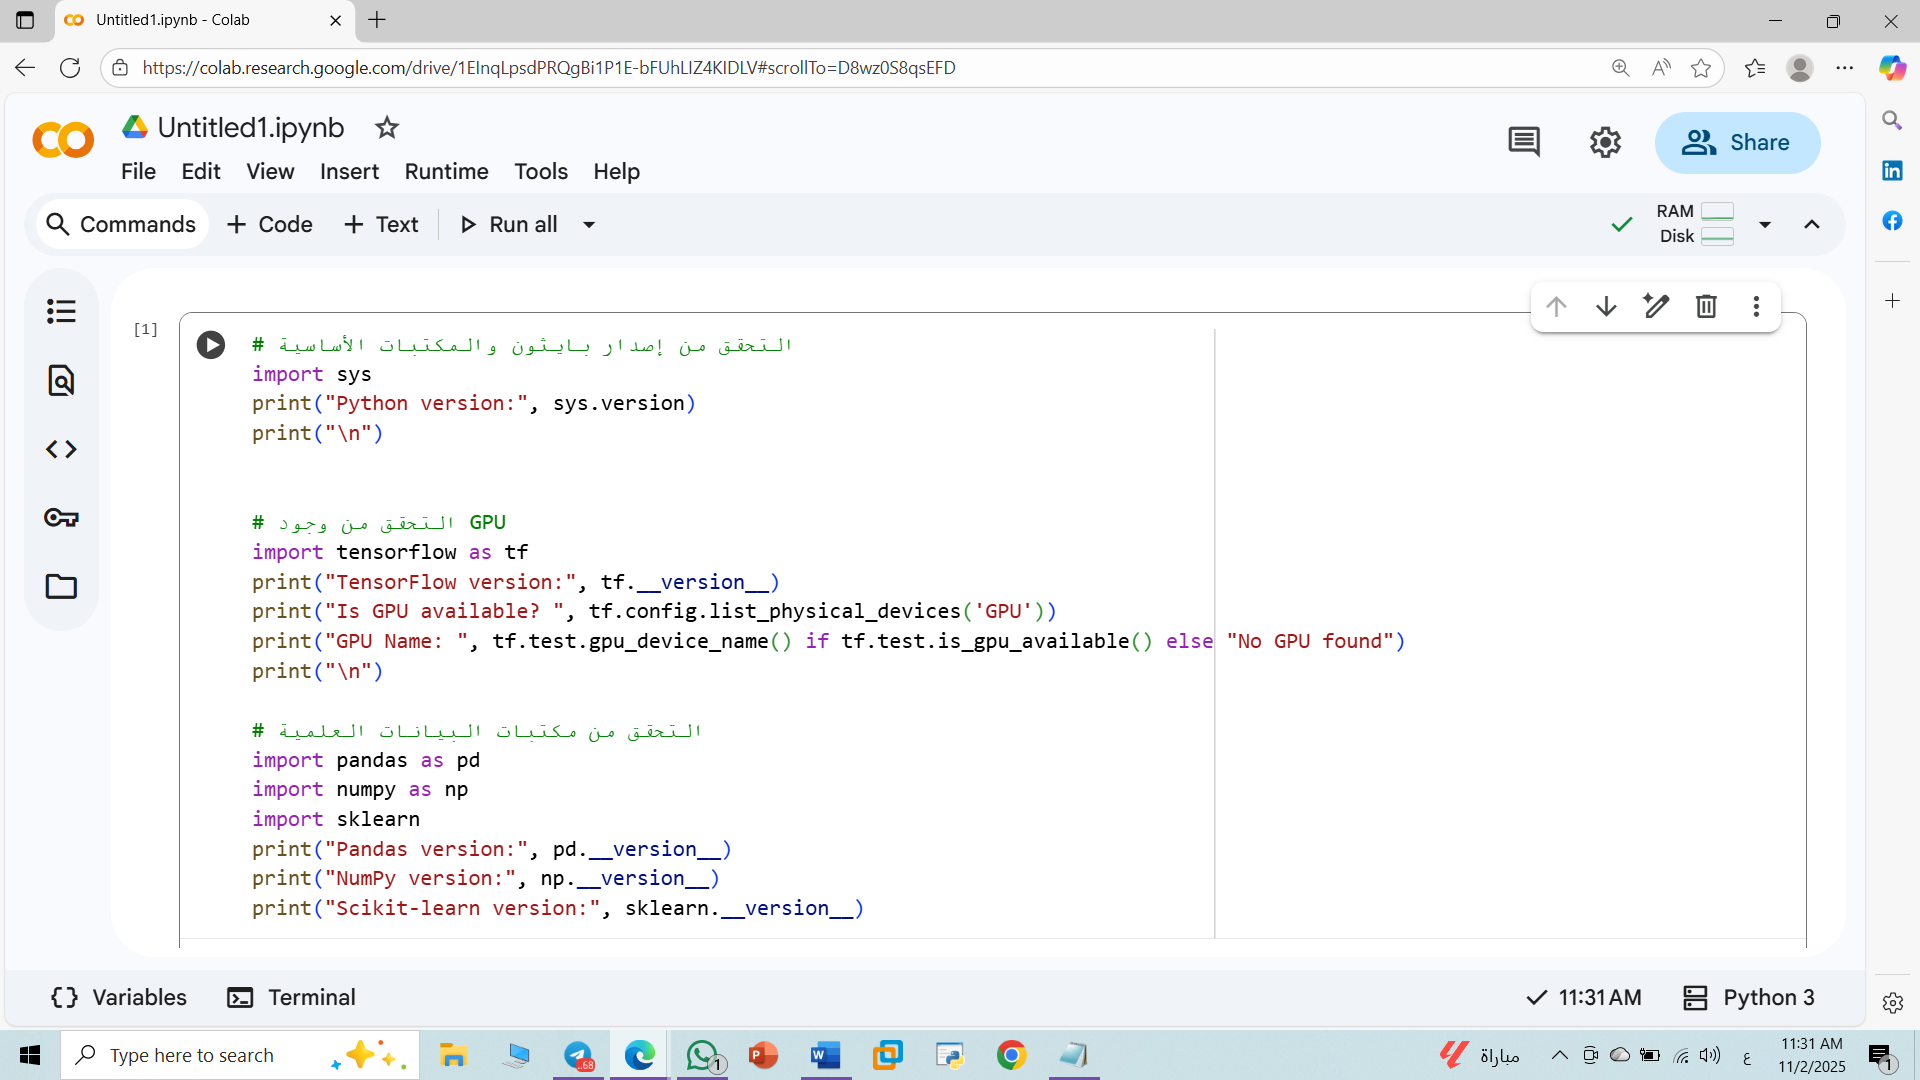 Untitled1.ipynb - Colab
https://colab.research.google.com/drive/1EInqLpsdPRQgBi1P1E-bFUhLIZ4KIDLV#scrollTo=D8wz0S8qsEFD
Untitled1.ipynb
File Edit View Insert Runtime Tools Help
Share
Commands + Code + Text Run all
RAM
Disk
[1]
# التحقق من إصدار بايثون والمكتبات الأساسية
import sys
print("Python version:", sys.version)
print("\n")
# التحقق من وجود GPU
import tensorflow as tf
print("TensorFlow version:", tf.__version__)
print("Is GPU available? ", tf.config.list_physical_devices('GPU'))
print("GPU Name: ", tf.test.gpu_device_name() if tf.test.is_gpu_available() else "No GPU found")
print("\n")
# التحقق من مكتبات البيانات العلمية
import pandas as pd
import numpy as np
import sklearn
print("Pandas version:", pd.__version__)
print("NumPy version:", np.__version__)
print("Scikit-learn version:", sklearn.__version__)
Variables Terminal 11:31 AM Python 3
Type here to search
68
1
مباراة
ع
11:31 AM
11/2/2025
1